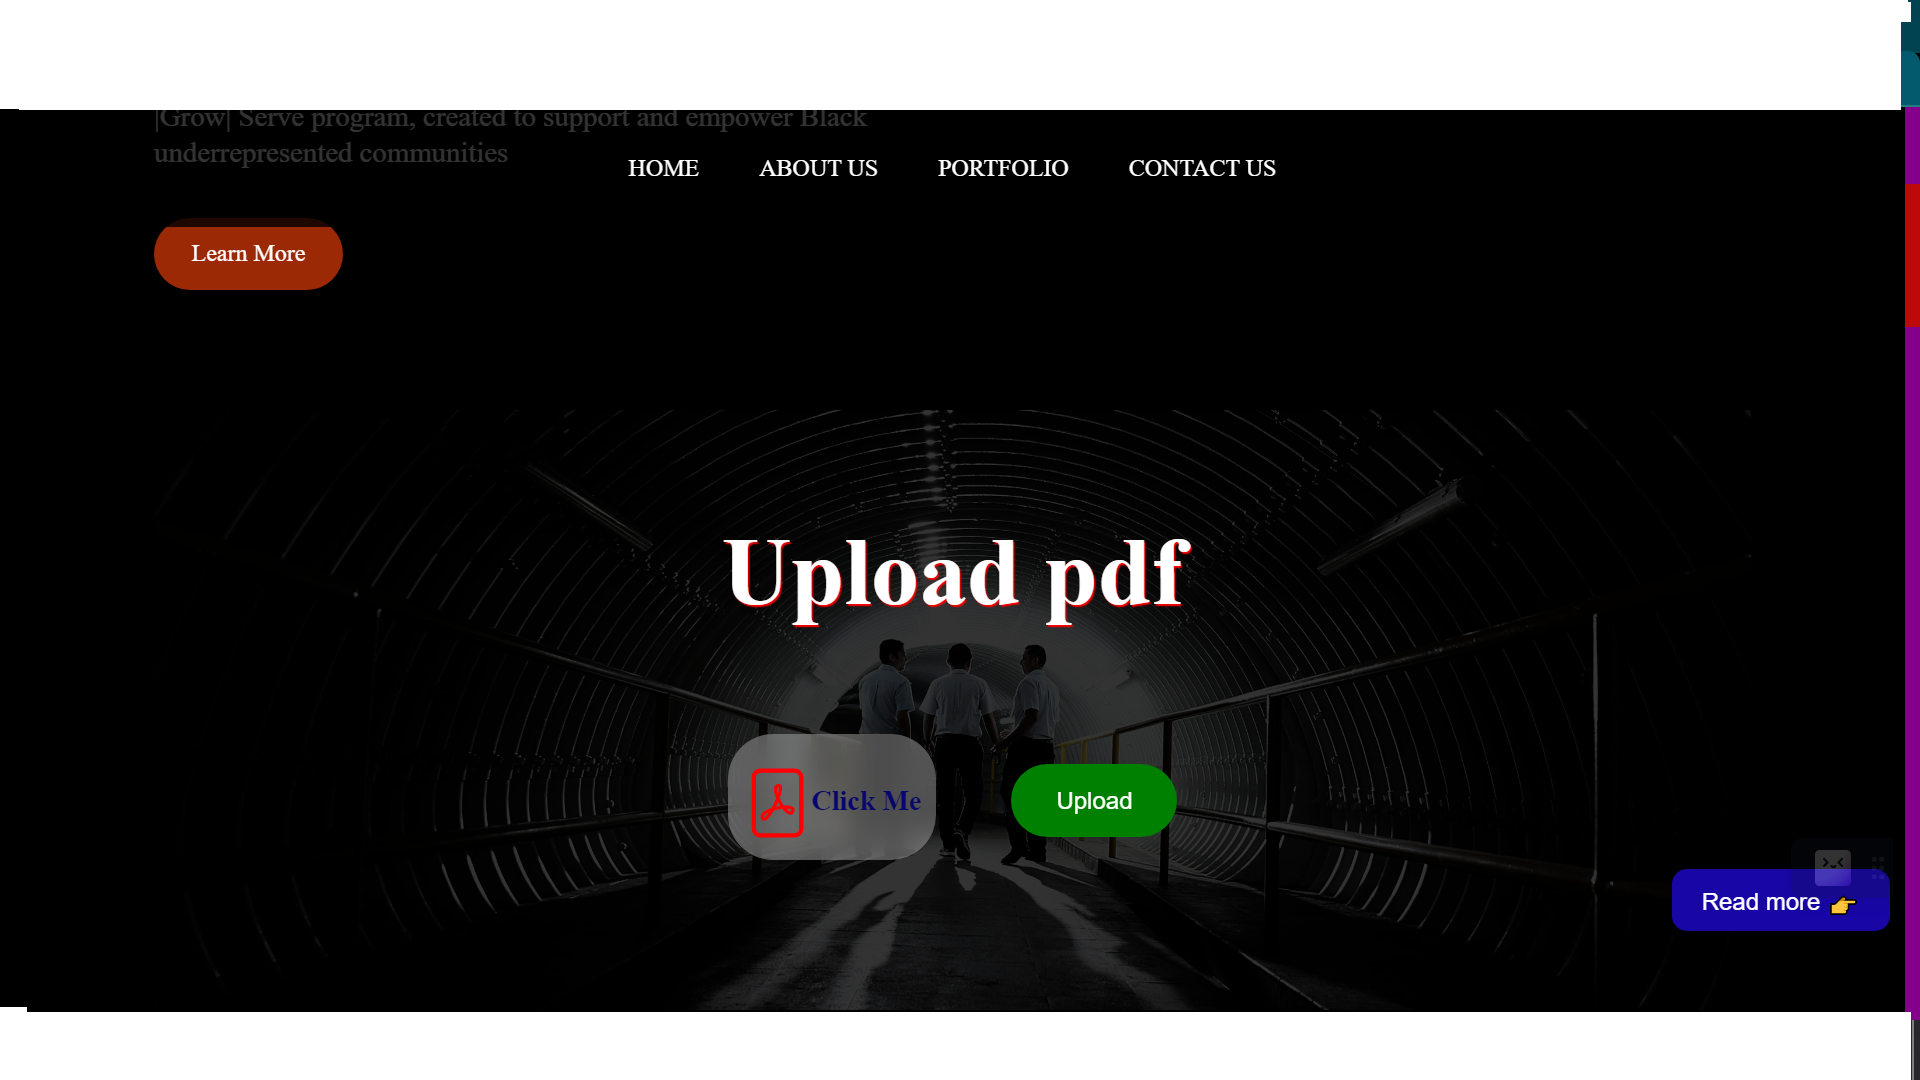 |Grow| Serve program, created to support and empower Black
underrepresented communities
HOME ABOUT US PORTFOLIO CONTACT US
Learn More
Upload pdf
Click Me
Upload
Read more 👉